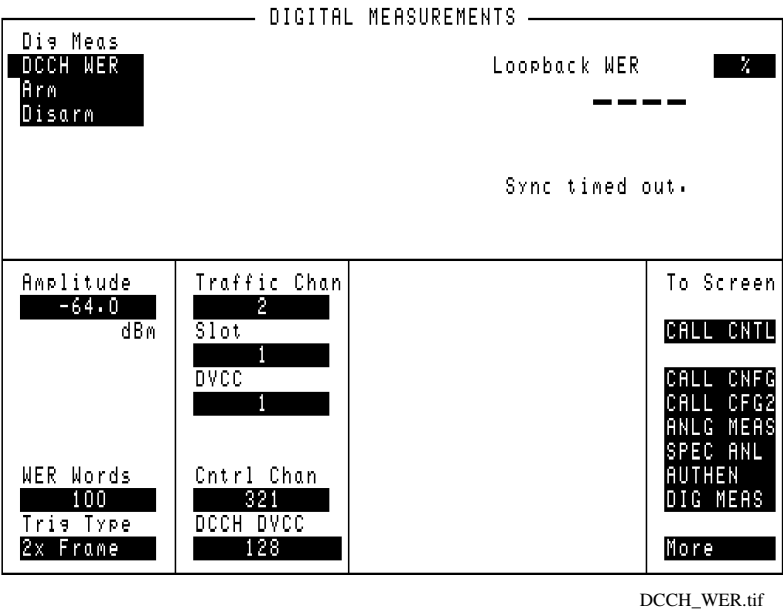 DIGITAL MEASUREMENTS
Dig Meas
DCCH WER
Arm
Disarm
Loopback WER %
----
Sync timed out.
Amplitude
-64.0
dBm
WER Words
100
Trig Type
2x Frame
Traffic Chan
2
Slot
1
DVCC
1
Cntrl Chan
321
DCCH DVCC
128
To Screen
CALL CNTL
CALL CNFG
CALL CFG2
ANLG MEAS
SPEC ANL
AUTHEN
DIG MEAS
More
DCCH_WER.tif